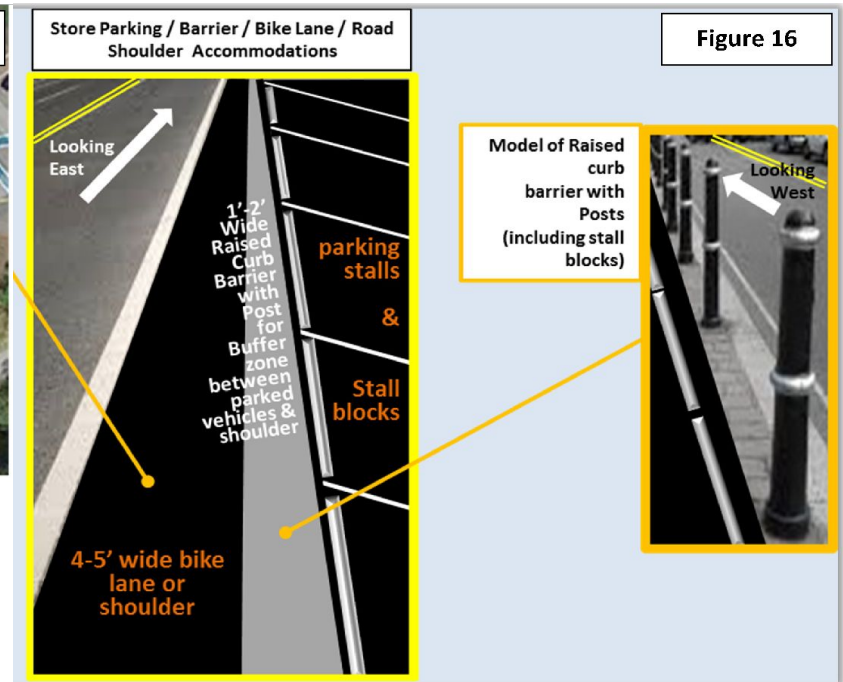 Store Parking / Barrier / Bike Lane / Road
Shoulder Accommodations
Figure 16
Looking
East
1'-2'
Wide
Raised
Curb
Barrier
with
Post
for
Buffer
zone
between
parked
vehicles &
shoulder
parking
stalls
&
Stall
blocks
4-5' wide bike
lane or
shoulder
Model of Raised
curb
barrier with
Posts
(including stall
blocks)
Looking
West